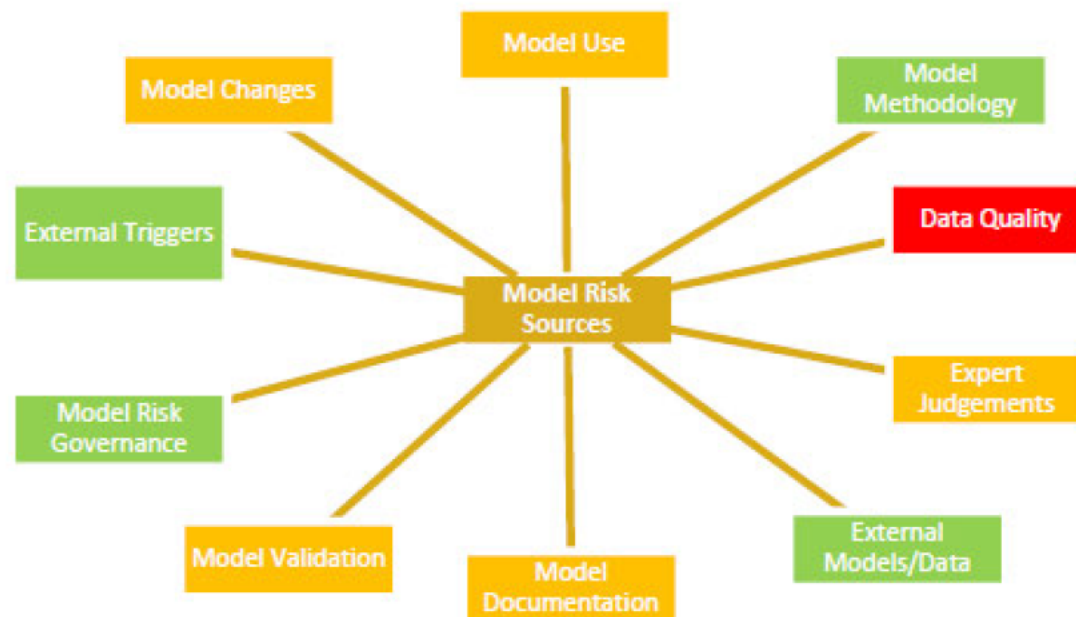 Model Use
Model Changes
Model
Methodology
External Triggers
Data Quality
Model Risk
Sources
Expert
Judgements
Model Risk
Governance
External
Models/Data
Model Validation
Model
Documentation